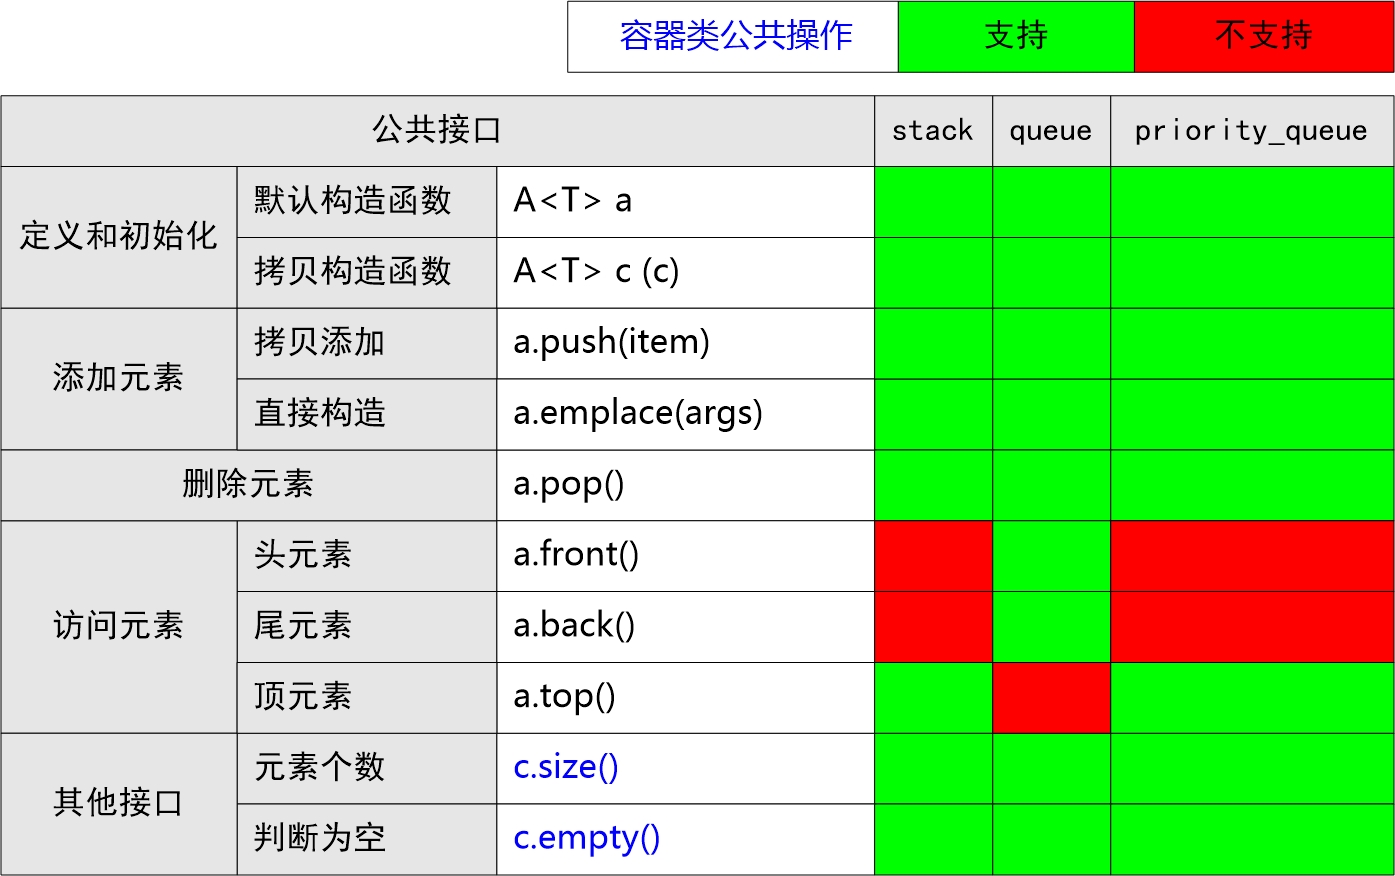 容器类公共操作 支持 不支持
公共接口 stack queue priority_queue
定义和初始化
默认构造函数 A<T> a
拷贝构造函数 A<T> c (c)
添加元素
拷贝添加 a.push(item)
直接构造 a.emplace(args)
删除元素 a.pop()
访问元素
头元素 a.front()
尾元素 a.back()
顶元素 a.top()
其他接口
元素个数 c.size()
判断为空 c.empty()